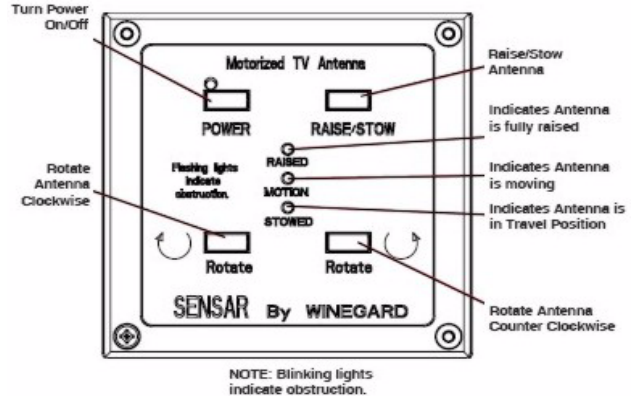 Turn Power
On/Off
Motorized TV Antenna
Raise/Stow
Antenna
POWER
RAISE/STOW
Indicates Antenna
is fully raised
RAISED
Flashing lights
indicate
obstruction.
Indicates Antenna
is moving
MOTION
Rotate
Antenna
Clockwise
Indicates Antenna is
in Travel Position
STOWED
Rotate
Rotate
SENSAR By WINEGARD
Rotate Antenna
Counter Clockwise
NOTE: Blinking lights
indicate obstruction.